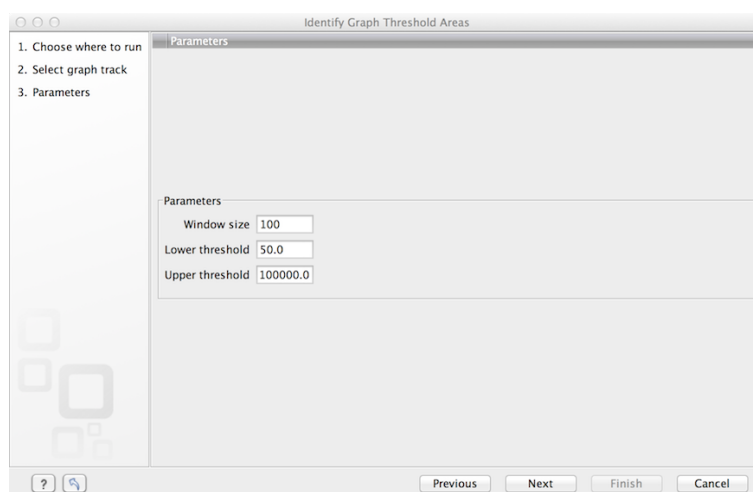 Identify Graph Threshold Areas
1. Choose where to run
2. Select graph track
3. Parameters
Parameters
Parameters
Window size 100
Lower threshold 50.0
Upper threshold 100000.0
? Previous Next Finish Cancel